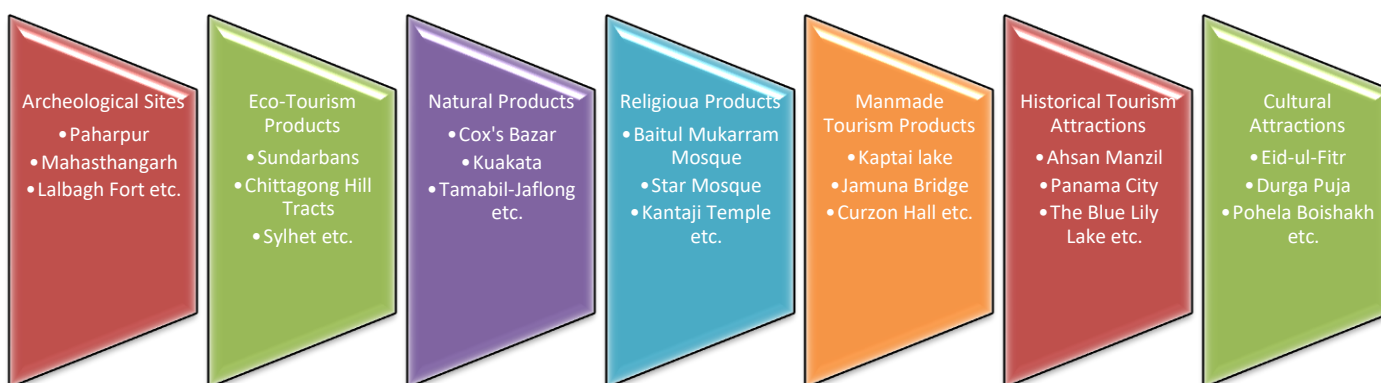 Archeological Sites
•Paharpur
•Mahasthangarh
•Lalbagh Fort etc.
Eco-Tourism
Products
•Sundarbans
•Chittagong Hill
Tracts
•Sylhet etc.
Natural Products
•Cox's Bazar
•Kuakata
•Tamabil-Jaflong
etc.
Religioua Products
•Baitul Mukarram
Mosque
•Star Mosque
•Kantaji Temple
etc.
Manmade
Tourism Products
•Kaptai lake
•Jamuna Bridge
•Curzon Hall etc.
Historical Tourism
Attractions
•Ahsan Manzil
•Panama City
•The Blue Lily
Lake etc.
Cultural
Attractions
•Eid-ul-Fitr
•Durga Puja
•Pohela Boishakh
etc.